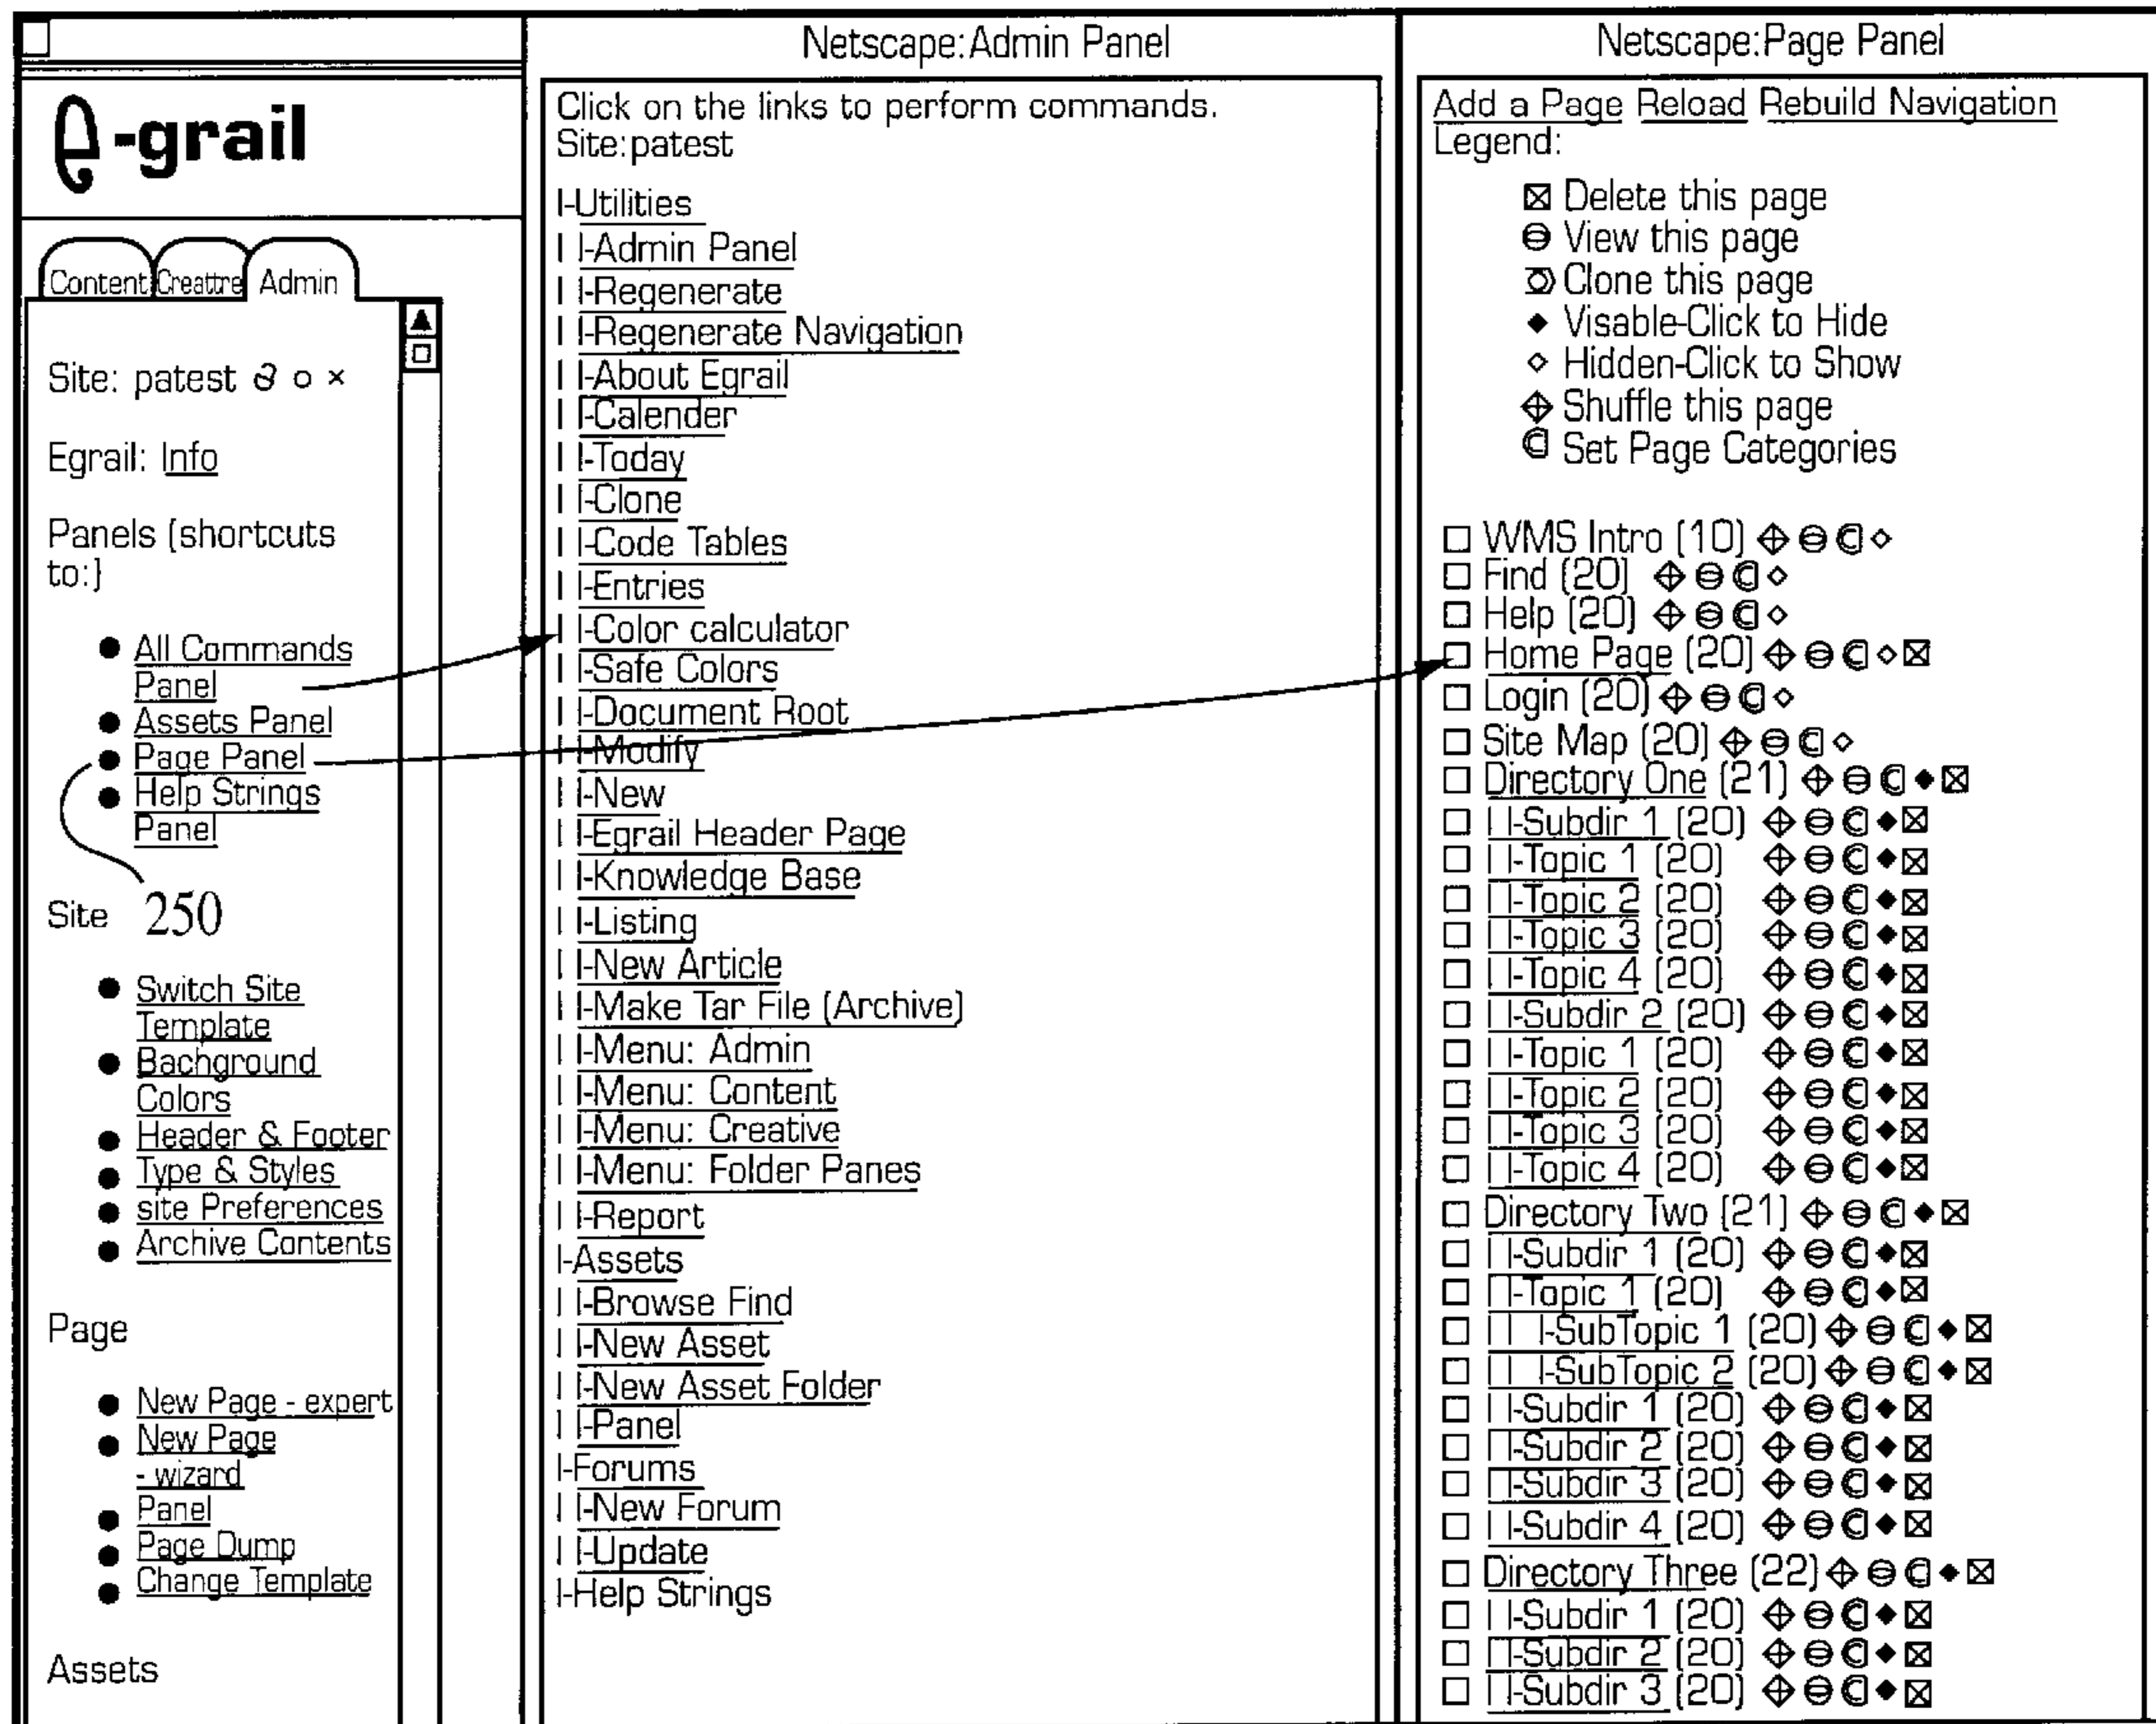 e-grail
Content Creattre Admin
Site: patest
Egrail: Info
Panels (shortcuts
to:)
All Commands
Panel
Assets Panel
Page Panel
Help Strings
Panel
250
Site
Switch Site
Template
Bachground
Colors
Header & Footer
Type & Styles
site Preferences
Archive Contents
Page
New Page - expert
New Page
- wizard
Panel
Page Dump
Change Template
Assets
Netscape:Admin Panel
Click on the links to perform commands.
Site:patest
I-Utilities
I I-Admin Panel
I I-Regenerate
I I-Regenerate Navigation
I I-About Egrail
I I-Calender
I I-Today
I I-Clone
I I-Code Tables
I I-Entries
I I-Color calculator
I I-Safe Colors
I I-Document Root
I I-Modify
I I-New
I I-Egrail Header Page
I I-Knowledge Base
I I-Listing
I I-New Article
I I-Make Tar File (Archive)
I I-Menu: Admin
I I-Menu: Content
I I-Menu: Creative
I I-Menu: Folder Panes
I I-Report
I-Assets
I I-Browse Find
I I-New Asset
I I-New Asset Folder
I I-Panel
I-Forums
I I-New Forum
I I-Update
I-Help Strings
Netscape:Page Panel
Add a Page Reload Rebuild Navigation
Legend:
Delete this page
View this page
Clone this page
Visable-Click to Hide
Hidden-Click to Show
Shuffle this page
Set Page Categories
WMS Intro (10)
Find (20)
Help (20)
Home Page (20)
Login (20)
Site Map (20)
Directory One (21)
I I-Subdir 1 (20)
I I-Topic 1 (20)
I I-Topic 2 (20)
I I-Topic 3 (20)
I I-Topic 4 (20)
I I-Subdir 2 (20)
I I-Topic 1 (20)
I I-Topic 2 (20)
I I-Topic 3 (20)
I I-Topic 4 (20)
Directory Two (21)
I I-Subdir 1 (20)
I I-Topic 1 (20)
I I I-SubTopic 1 (20)
I I I-SubTopic 2 (20)
I I-Subdir 1 (20)
I I-Subdir 2 (20)
I I-Subdir 3 (20)
I I-Subdir 4 (20)
Directory Three (22)
I I-Subdir 1 (20)
I I-Subdir 2 (20)
I I-Subdir 3 (20)